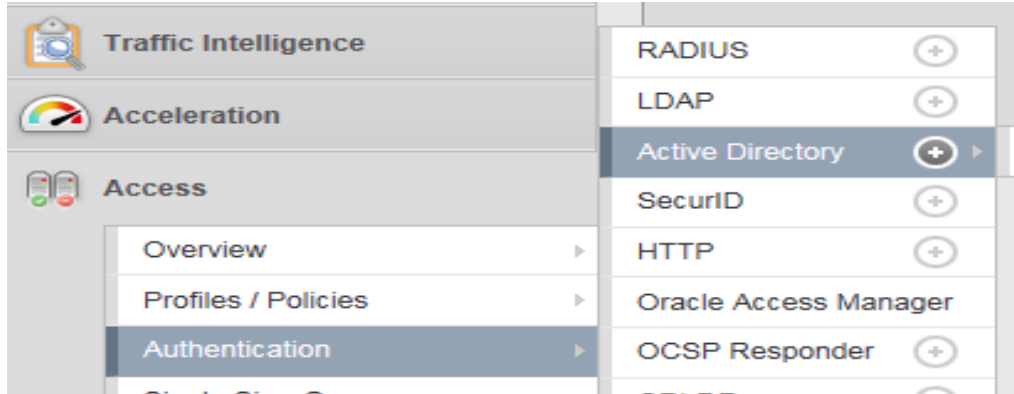 Traffic Intelligence
Acceleration
Access
Overview
Profiles / Policies
Authentication
RADIUS
LDAP
Active Directory
SecurID
HTTP
Oracle Access Manager
OCSP Responder